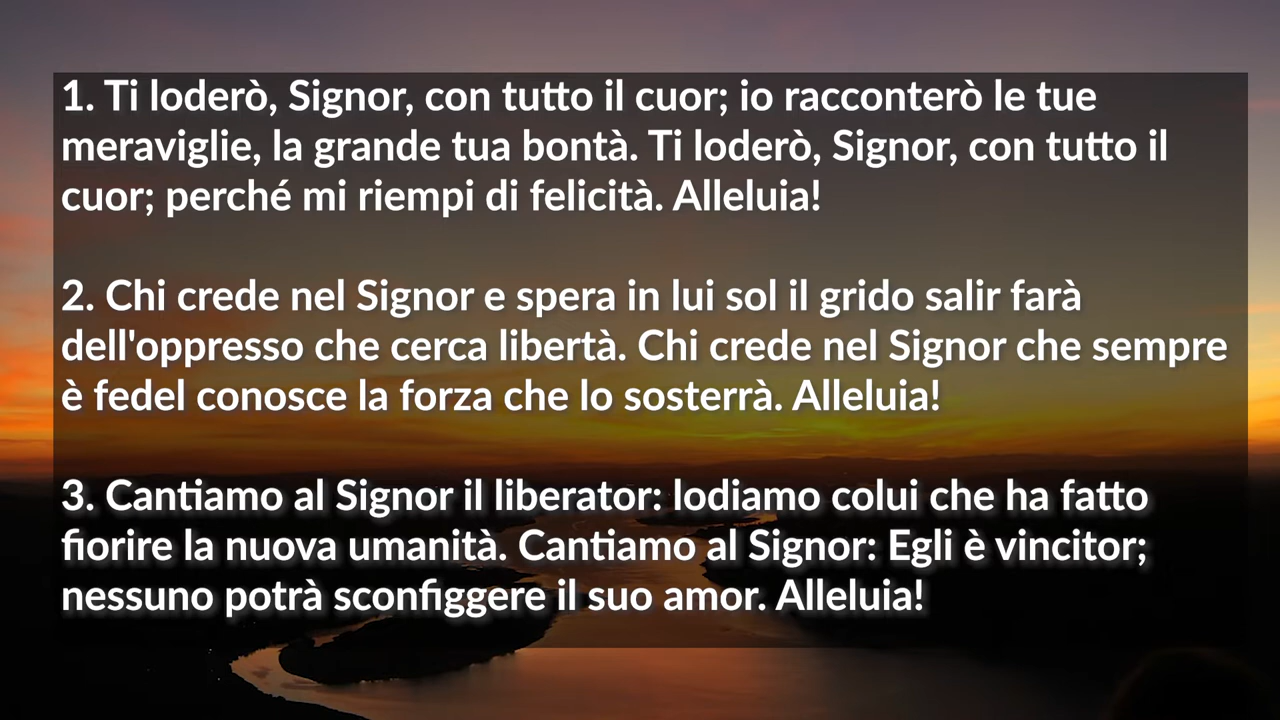 1. Ti loderò, Signor, con tutto il cuor; io racconterò le tue
meraviglie, la grande tua bontà. Ti loderò, Signor, con tutto il
cuor; perché mi riempi di felicità. Alleluia!
2. Chi crede nel Signor e spera in lui sol il grido salir farà
dell'oppresso che cerca libertà. Chi crede nel Signor che sempre
è fedel conosce la forza che lo sosterrà. Alleluia!
3. Cantiamo al Signor il liberator: lodiamo colui che ha fatto
fiorire la nuova umanità. Cantiamo al Signor: Egli è vincitor;
nessuno potrà sconfiggere il suo amor. Alleluia!